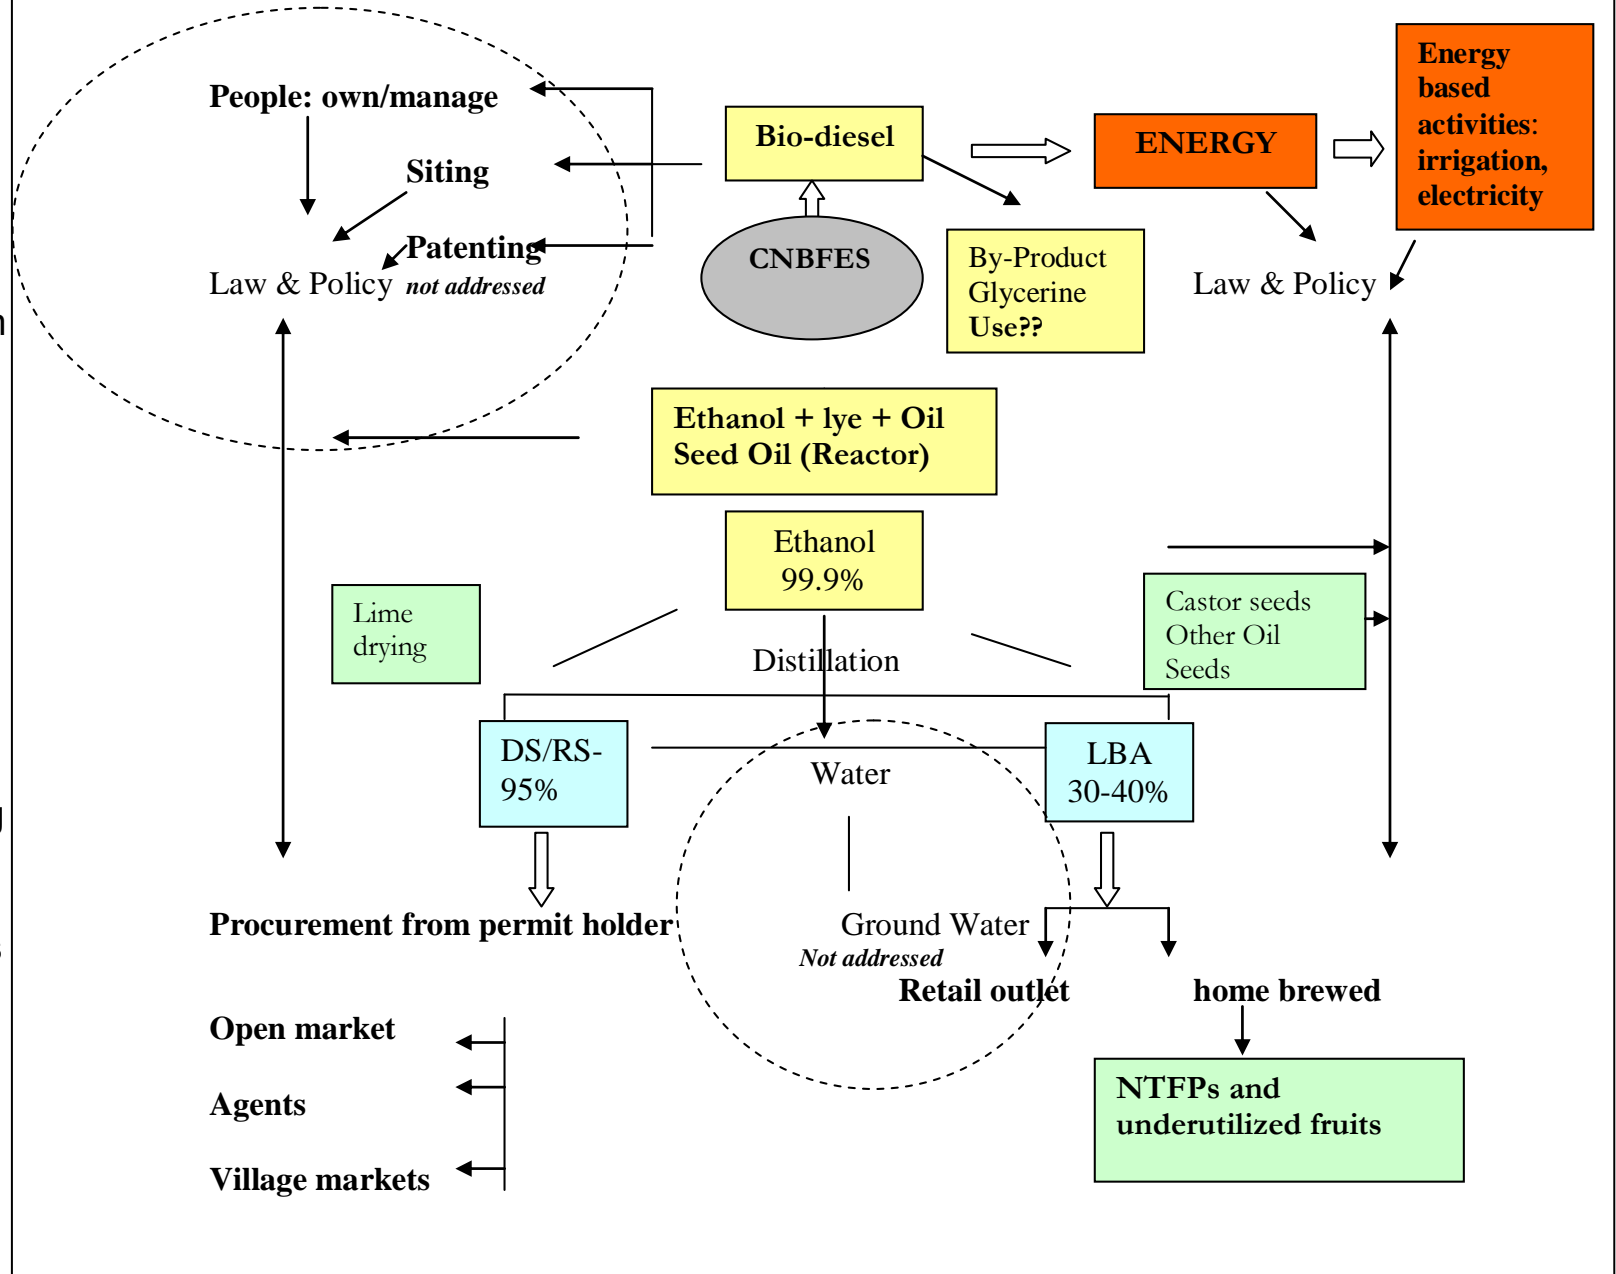 People: own/manage
Siting
Patenting
Law & Policy not addressed
Bio-diesel
CNBFES
By-Product
Glycerine
Use??
ENERGY
Energy
based
activities:
irrigation,
electricity
Law & Policy
Ethanol + lye + Oil
Seed Oil (Reactor)
Ethanol
99.9%
Lime
drying
Distillation
Castor seeds
Other Oil
Seeds
DS/RS-
95%
Water
LBA
30-40%
Procurement from permit holder
Ground Water
Not addressed
Retail outlet
home brewed
Open market
Agents
Village markets
NTFPs and
underutilized fruits